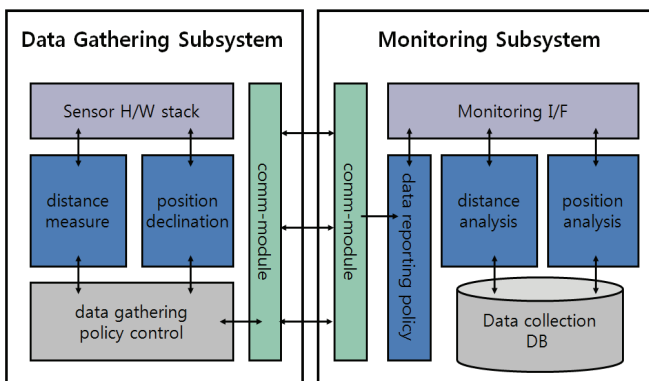 Data Gathering Subsystem
Sensor H/W stack
distance
measure
position
declination
data gathering
policy control
comm-module
Monitoring Subsystem
comm-module
Monitoring I/F
data reporting policy
distance
analysis
position
analysis
Data collection
DB